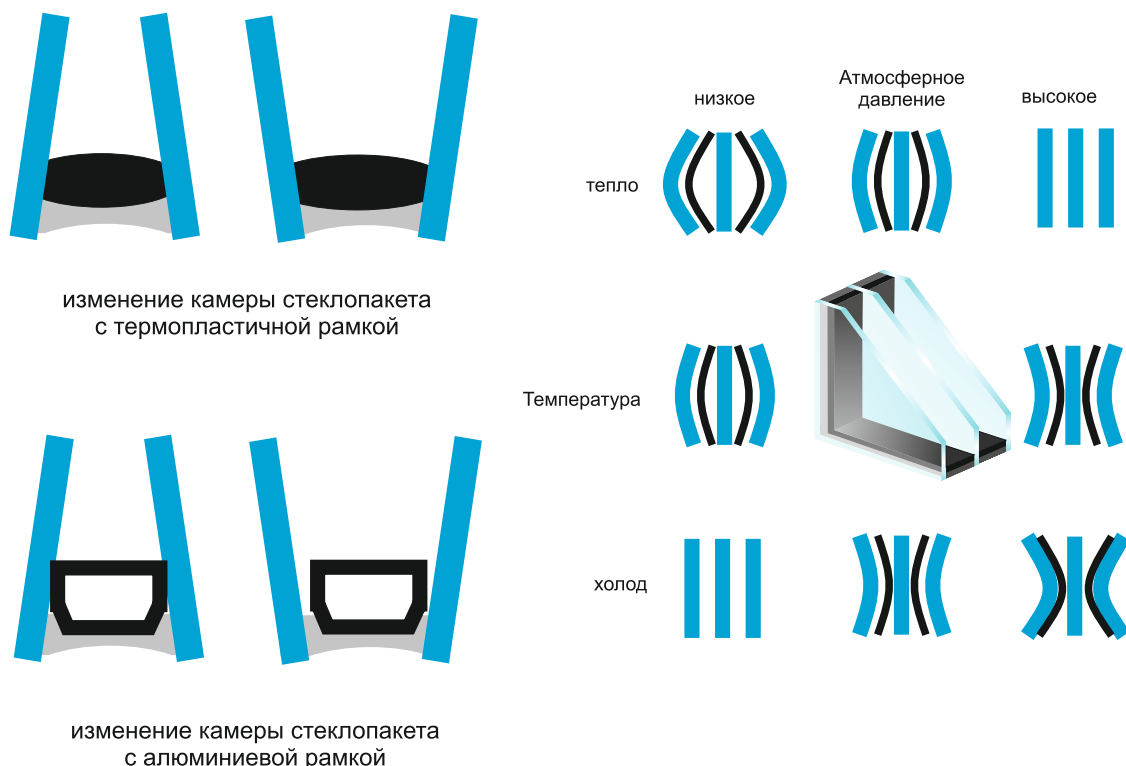 низкое
Атмосферное
давление
высокое
тепло
изменение камеры стеклопакета
с термопластичной рамкой
Температура
холод
изменение камеры стеклопакета
с алюминиевой рамкой